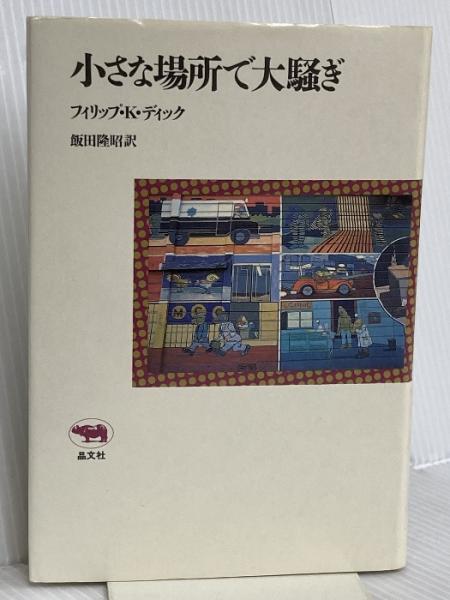 小さな場所で大騒ぎ
フィリップ・K・ディック
飯田隆昭訳
晶文社